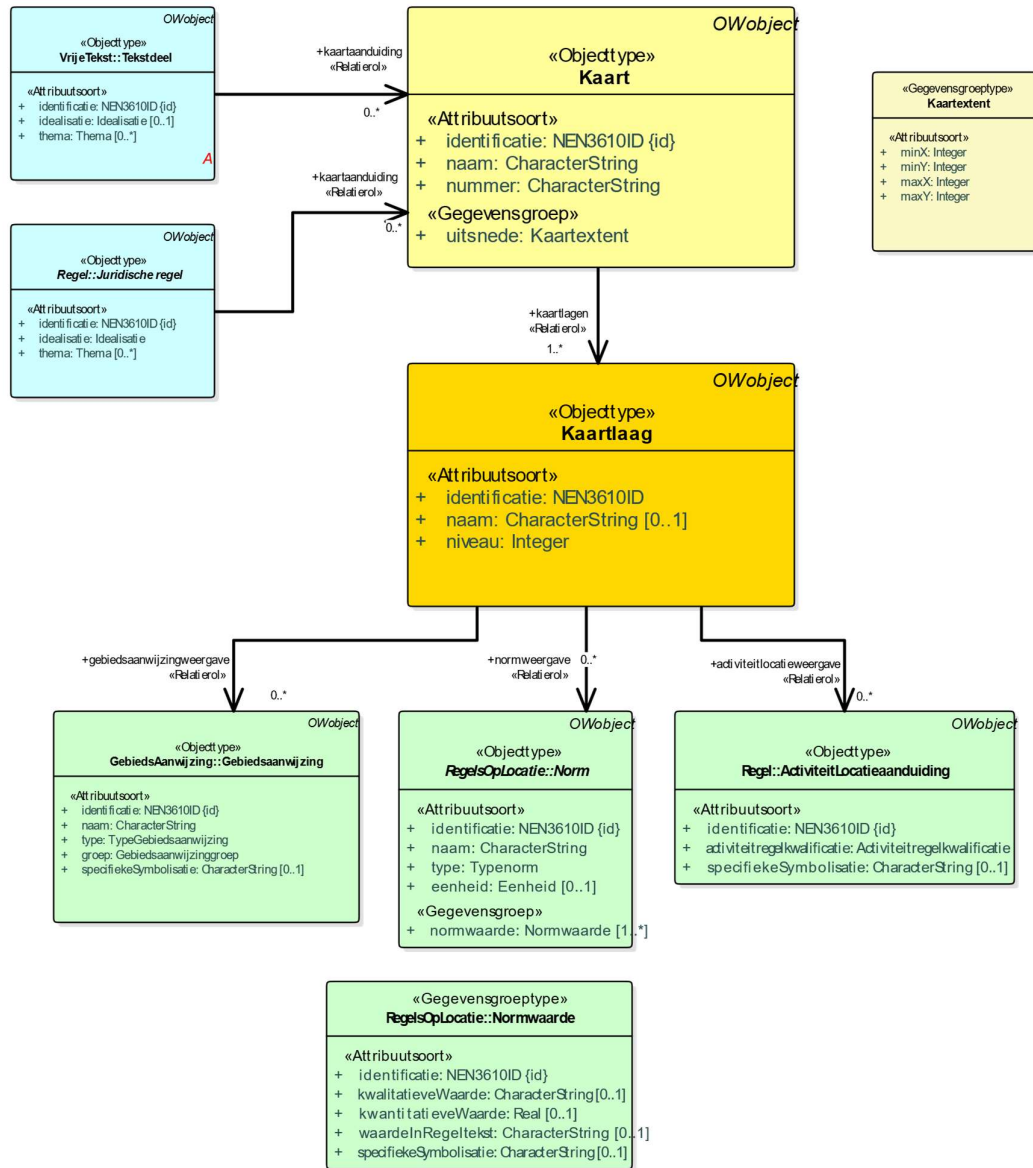 OWobject
«Objecttype»
VrijeTekst::Tekstdeel
«Attribuutsoort»
+ identificatie: NEN3610ID {id}
+ idealisatie: Idealisatie [0..1]
+ thema: Thema [0..*]
A
+kaartaanduiding
«Relatierol»
0..*
OWobject
«Objecttype»
Regel::Juridische regel
«Attribuutsoort»
+ identificatie: NEN3610ID {id}
+ idealisatie: Idealisatie
+ thema: Thema [0..*]
+kaartaanduiding
«Relatierol»
0..*
OWobject
«Objecttype»
Kaart
«Attribuutsoort»
+ identificatie: NEN3610ID {id}
+ naam: CharacterString
+ nummer: CharacterString
«Gegevensgroep»
+ uitsnede: Kaartextent
«Gegevensgroeptype»
Kaartextent
«Attribuutsoort»
+ minX: Integer
+ minY: Integer
+ maxX: Integer
+ maxY: Integer
+kaartlagen
«Relatierol»
1..*
OWobject
«Objecttype»
Kaartlaag
«Attribuutsoort»
+ identificatie: NEN3610ID
+ naam: CharacterString [0..1]
+ niveau: Integer
+gebiedsaanwijzingweergave
«Relatierol»
0..*
+normweergave 0..*
«Relatierol»
+activiteitlocatieweergave
«Relatierol»
0..*
OWobject
«Objecttype»
GebiedsAanwijzing::Gebiedsaanwijzing
«Attribuutsoort»
+ identificatie: NEN3610ID {id}
+ naam: CharacterString
+ type: TypeGebiedsaanwijzing
+ groep: Gebiedsaanwijzinggroep
+ specifiekeSymbolisatie: CharacterString [0..1]
OWobject
«Objecttype»
RegelsOpLocatie::Norm
«Attribuutsoort»
+ identificatie: NEN3610ID {id}
+ naam: CharacterString
+ type: Typenorm
+ eenheid: Eenheid [0..1]
«Gegevensgroep»
+ normwaarde: Normwaarde [1..*]
OWobject
«Objecttype»
Regel::ActiviteitLocatieaanduiding
«Attribuutsoort»
+ identificatie: NEN3610ID {id}
+ activiteitregelkwalificatie: Activiteitregelkwalificatie
+ specifiekeSymbolisatie: CharacterString [0..1]
«Gegevensgroeptype»
RegelsOpLocatie::Normwaarde
«Attribuutsoort»
+ identificatie: NEN3610ID {id}
+ kwalitatieveWaarde: CharacterString [0..1]
+ kwantitatieveWaarde: Real [0..1]
+ waardeInRegeltekst: CharacterString [0..1]
+ specifiekeSymbolisatie: CharacterString [0..1]